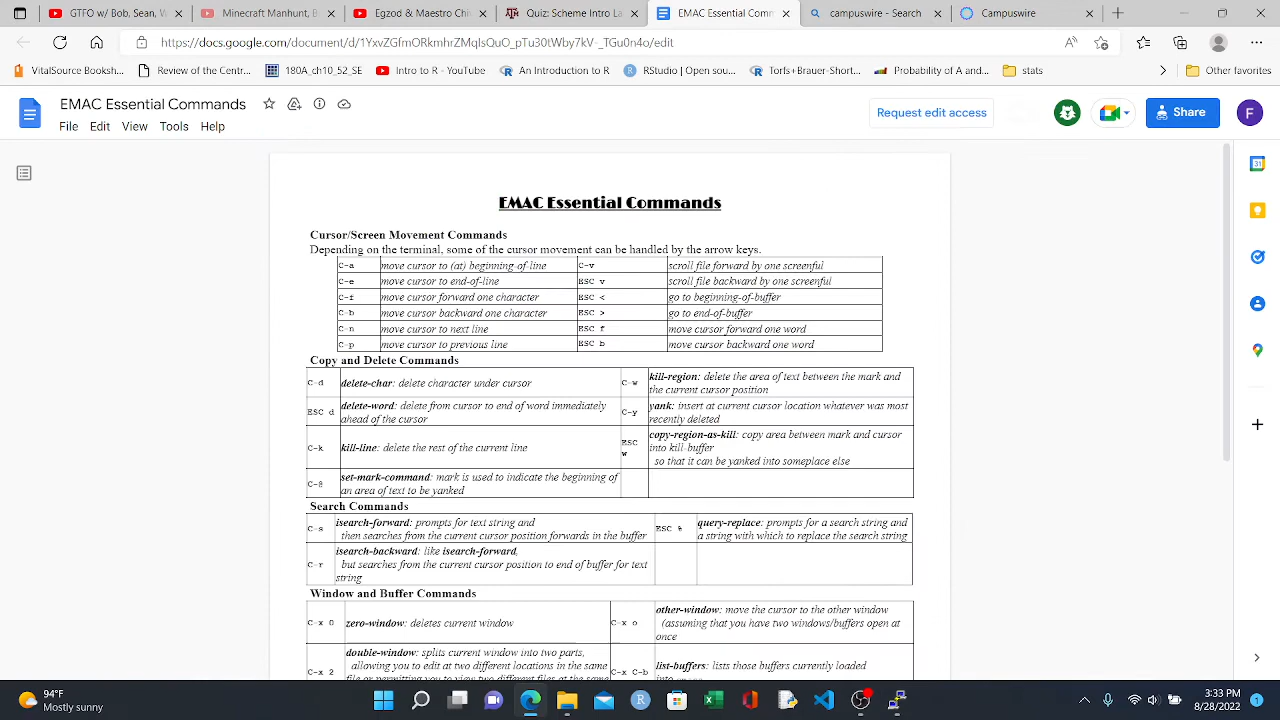 GTFO w/ Bob, Sean, W
Minecraft Manhunt, B
Egzod & Maestro Chi
Quiz: Scheme Intro La
EMAC Essential Comm
campuswire - Search
Campuswire
https://docs.google.com/document/d/1YxvZGfmORkmhrZMqIsQuO_pTu30tWby7kV-_TGu0n4o/edit
VitalSource Booksh...
Review of the Centr...
180A_ch10_52_SE
Intro to R - YouTube
An Introduction to R
RStudio | Open sou...
Torfs+Brauer-Short...
Probability of A and...
stats
Other favorites
EMAC Essential Commands
File Edit View Tools Help
Request edit access
Share
F
EMAC Essential Commands
Cursor/Screen Movement Commands
Depending on the terminal, some of the cursor movement can be handled by the arrow keys.
C-a move cursor to (at) beginning-of-line C-v scroll file forward by one screenful
C-e move cursor to end-of-line ESC v scroll file backward by one screenful
C-f move cursor forward one character ESC < go to beginning-of-buffer
C-b move cursor backward one character ESC > go to end-of-buffer
C-n move cursor to next line ESC f move cursor forward one word
C-p move cursor to previous line ESC b move cursor backward one word
Copy and Delete Commands
C-d delete-char: delete character under cursor
C-w kill-region: delete the area of text between the mark and
the current cursor position
ESC d delete-word: delete from cursor to end of word immediately
ahead of the cursor
C-y yank: insert at current cursor location whatever was most
recently deleted
C-k kill-line: delete the rest of the current line
ESC
w
copy-region-as-kill: copy area between mark and cursor
into kill-buffer
so that it can be yanked into someplace else
C-@ set-mark-command: mark is used to indicate the beginning of
an area of text to be yanked
Search Commands
C-s isearch-forward: prompts for text string and
then searches from the current cursor position forwards in the buffer
ESC % query-replace: prompts for a search string and
a string with which to replace the search string
C-r isearch-backward: like isearch-forward,
but searches from the current cursor position to end of buffer for text
string
Window and Buffer Commands
C-x 0 zero-window: deletes current window
C-x o other-window: move the cursor to the other window
(assuming that you have two windows/buffers open at
once
C-x 2 double-window: splits current window into two parts,
allowing you to edit at two different locations in the same
file or permitting you to view two different files at the same
C-x C-b list-buffers: lists those buffers currently loaded
94°F
Mostly sunny
3:33 PM
8/28/2022